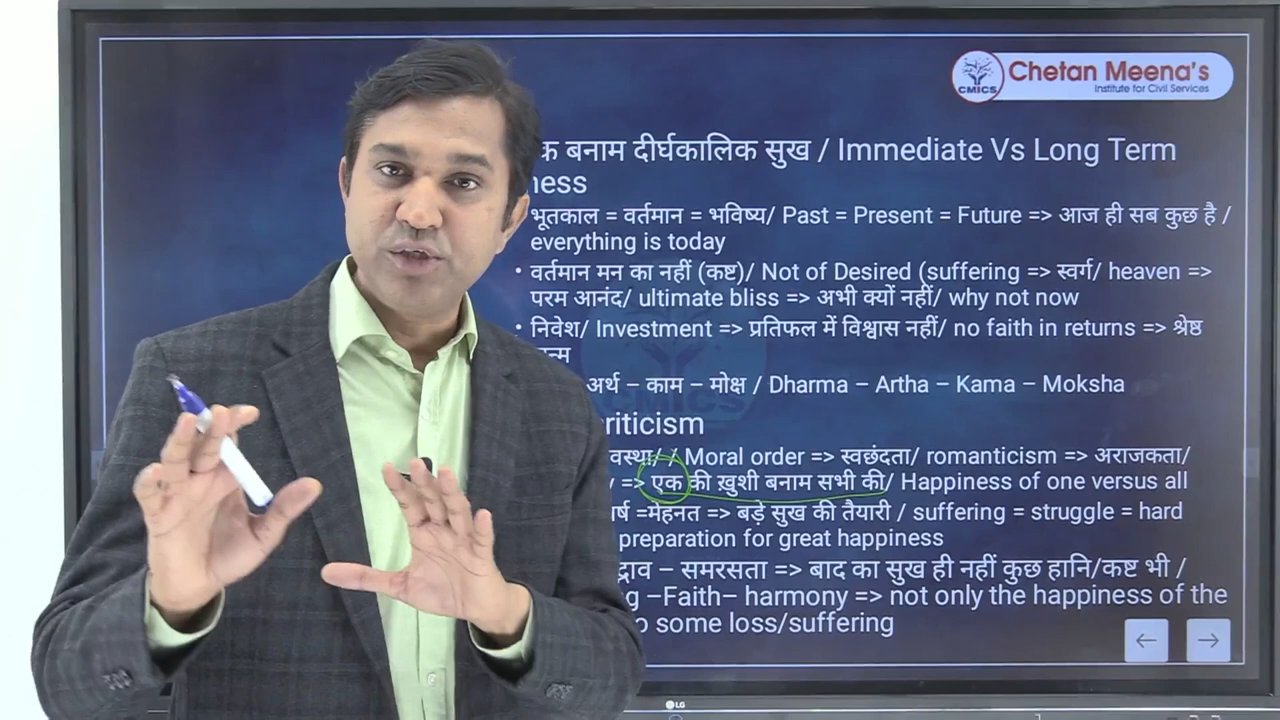 Chetan Meena's
Institute for Civil Services
CMICS
बनाम दीर्घकालिक सुख / Immediate Vs Long Term
भूतकाल = वर्तमान = भविष्य/ Past = Present = Future => आज ही सब कुछ है /
everything is today
• वर्तमान मन का नहीं (कष्ट)/ Not of Desired (suffering => स्वर्ग/ heaven =>
परम आनंद/ ultimate bliss => अभी क्यों नहीं/ why not now
• निवेश/ Investment => प्रतिफल में विश्वास नहीं/ no faith in returns => श्रेष्ठ
अर्थ – काम – मोक्ष / Dharma – Artha – Kama – Moksha
CMICS
/ / Moral order => स्वछंदता/ romanticism => अराजकता/
=> एक की ख़ुशी बनाम सभी की/ Happiness of one versus all
=मेहनत => बड़े सुख की तैयारी / suffering = struggle = hard
preparation for great happiness
– समरसता => बाद का सुख ही नहीं कुछ हानि/कष्ट भी /
–Faith– harmony => not only the happiness of the
some loss/suffering
LG